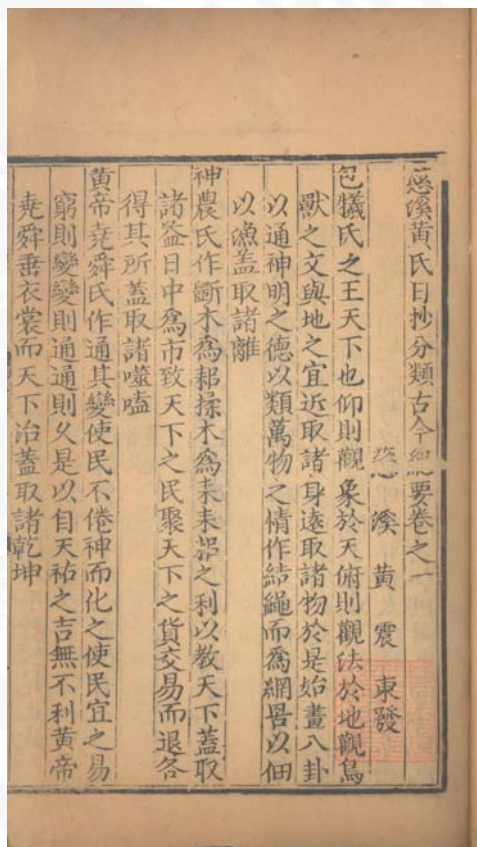 慈溪黃氏日抄分類古今紀要卷之一
慈溪黃震東發
包犧氏之王天下也仰則觀象於天俯則觀法於地觀鳥
獸之文與地之宜近取諸身遠取諸物於是始畫八卦
以通神明之德以類萬物之情作結繩而爲網罟以佃
以漁蓋取諸離
神農氏作斷木爲耜揉木爲耒耒耨之利以教天下蓋取
諸益日中爲市致天下之民聚天下之貨交易而退各
得其所蓋取諸噬嗑
黃帝堯舜氏作通其變使民不倦神而化之使民宜之易
窮則變變則通通則久是以自天祐之吉無不利黃帝
堯舜垂衣裳而天下治蓋取諸乾坤